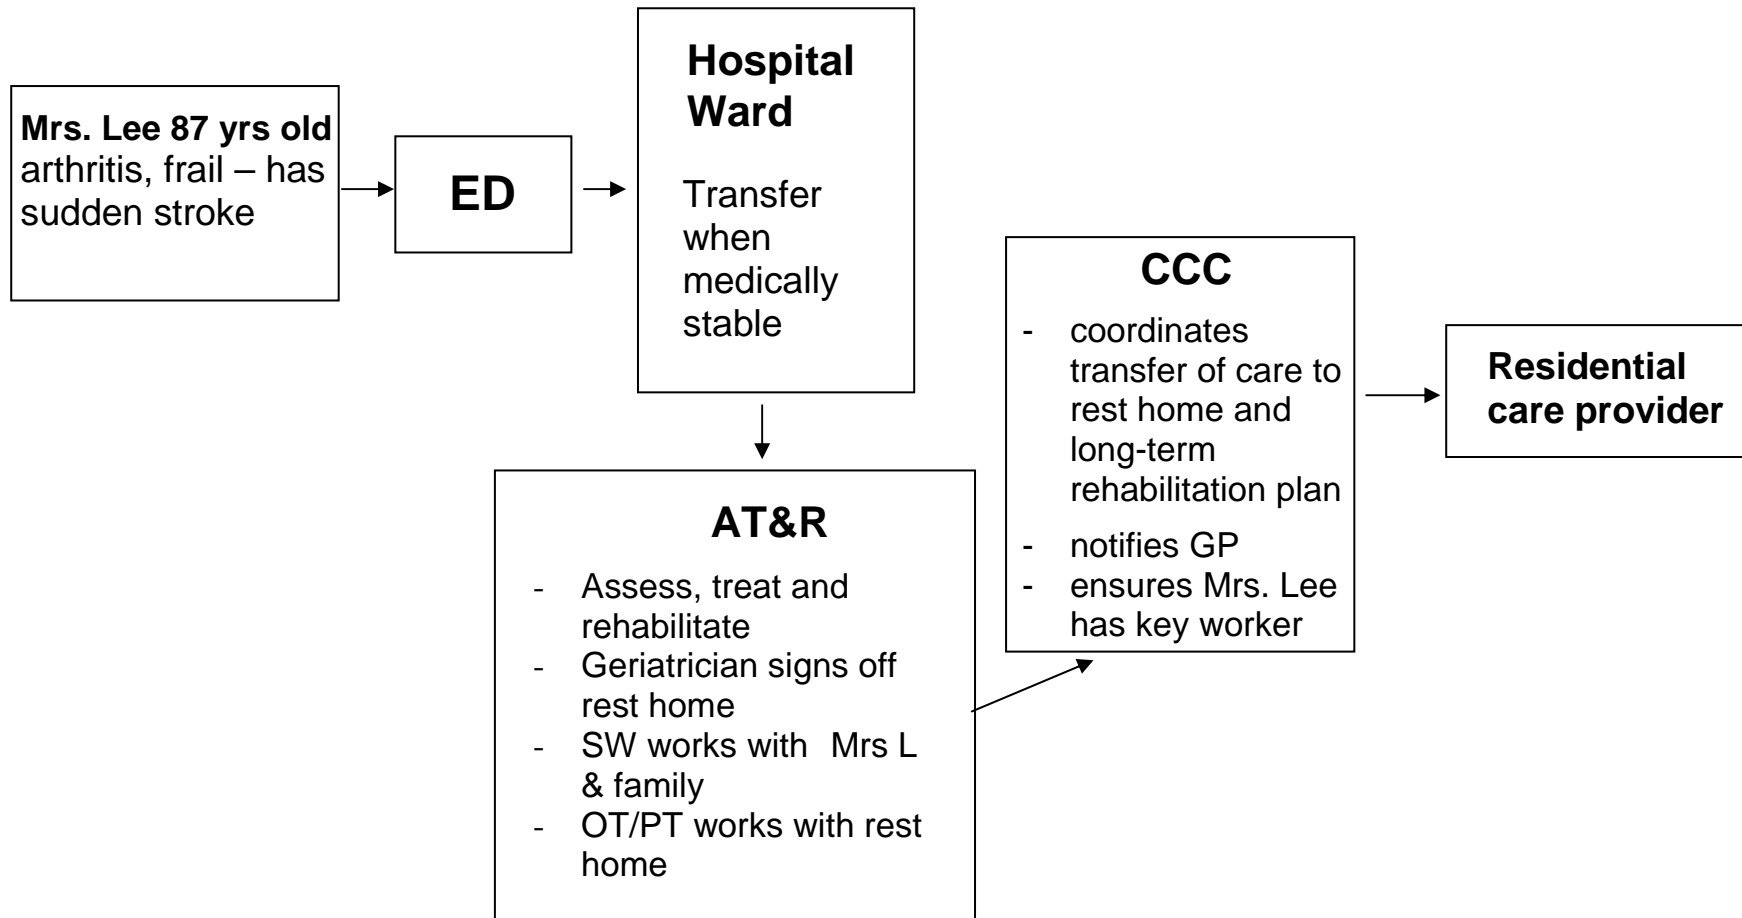 Mrs. Lee 87 yrs old
arthritis, frail – has
sudden stroke
ED
Hospital
Ward
Transfer
when
medically
stable
AT&R
- Assess, treat and
rehabilitate
- Geriatrician signs off
rest home
- SW works with Mrs L
& family
- OT/PT works with rest
home
CCC
- coordinates
transfer of care to
rest home and
long-term
rehabilitation plan
- notifies GP
- ensures Mrs. Lee
has key worker
Residential
care provider